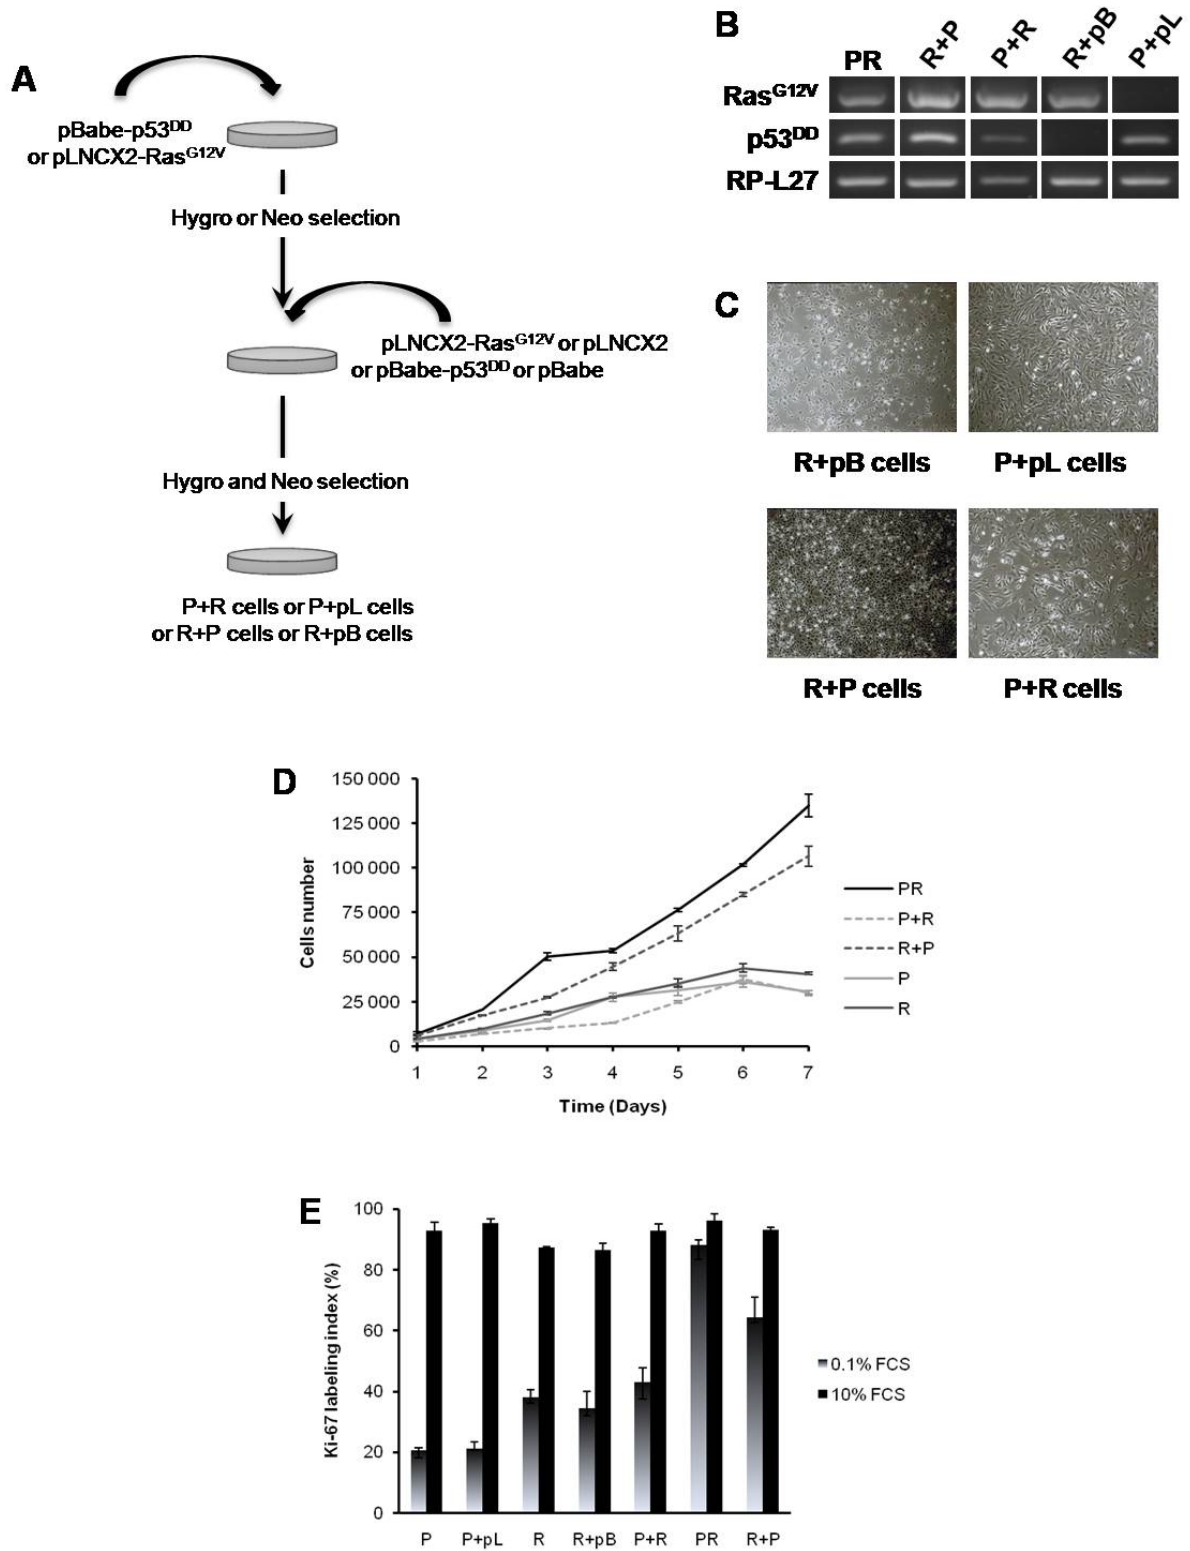 A
pBabe-p53DD
or pLNCX2-RasG12V
Hygro or Neo selection
pLNCX2-RasG12V or pLNCX2
or pBabe-p53DD or pBabe
Hygro and Neo selection
P+R cells or P+pL cells
or R+P cells or R+pB cells
B
PR R+P P+R R+pB P+pL
RasG12V
p53DD
RP-L27
C
R+pB cells P+pL cells
R+P cells P+R cells
D
150 000
125 000
100 000
75 000
50 000
25 000
0
Cells number
1 2 3 4 5 6 7
Time (Days)
PR
P+R
R+P
P
R
E
100
80
60
40
20
0
Ki-67 labeling index (%)
P P+pL R R+pB P+R PR R+P
0.1% FCS
10% FCS